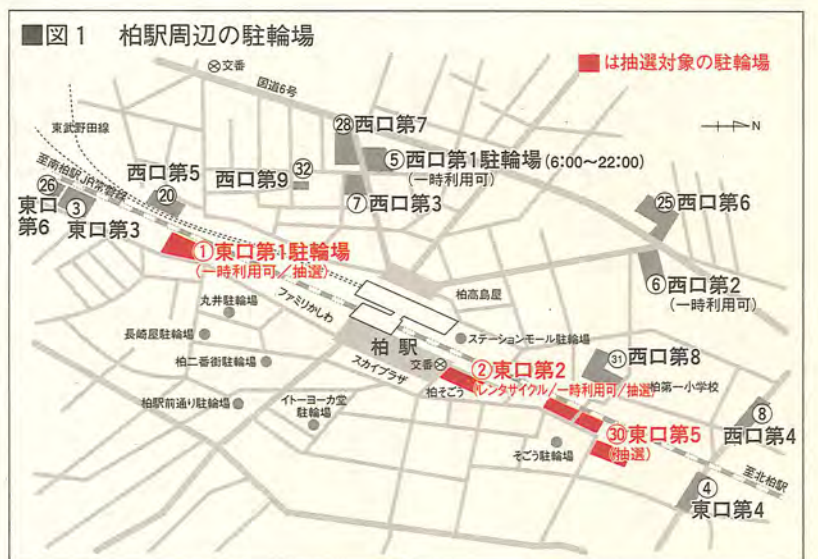 ■図1 柏駅周辺の駐輪場
■は抽選対象の駐輪場
交番
国道6号
N
東武野田線
㉘西口第7
⑤西口第1駐輪場(6:00〜22:00)
(一時利用可)
至南柏駅
JR常磐線
西口第5
⑳
西口第9
㉜
⑦西口第3
㉖
東口
第6
③
東口第3
㉕西口第6
①東口第1駐輪場
(一時利用可/抽選)
⑥西口第2
(一時利用可)
柏高島屋
丸井駐輪場
ファミリかしわ
長崎屋駐輪場
柏駅
ステーションモール駐輪場
柏二番街駐輪場
スカイプラザ
交番
㉛西口第8
②東口第2
(レンタサイクル/一時利用可/抽選)
柏第一小学校
柏そごう
柏駅前通り駐輪場
イトーヨーカ堂
駐輪場
⑧
西口第4
㉚東口第5
(抽選)
そごう駐輪場
至北柏駅
④
東口第4